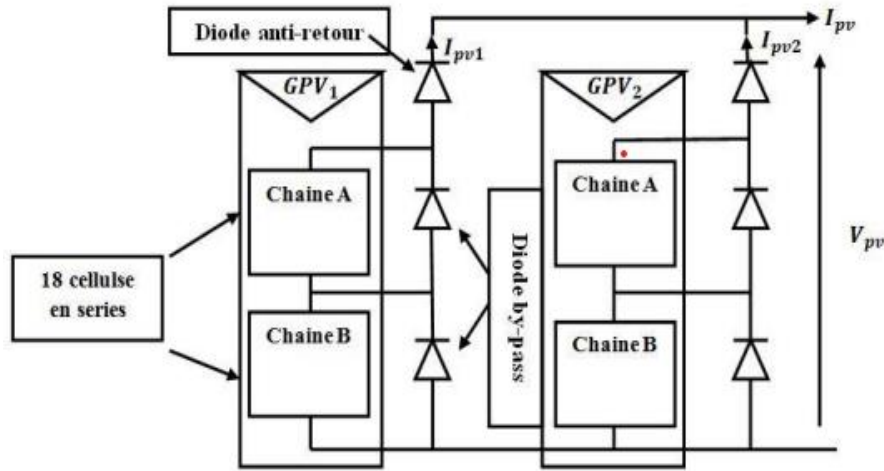 Diode anti-retour
I_pv1
I_pv2
I_pv
GPV_1
GPV_2
Chaine A
Chaine A
V_pv
18 cellulse
en series
Diode by-pass
Chaine B
Chaine B